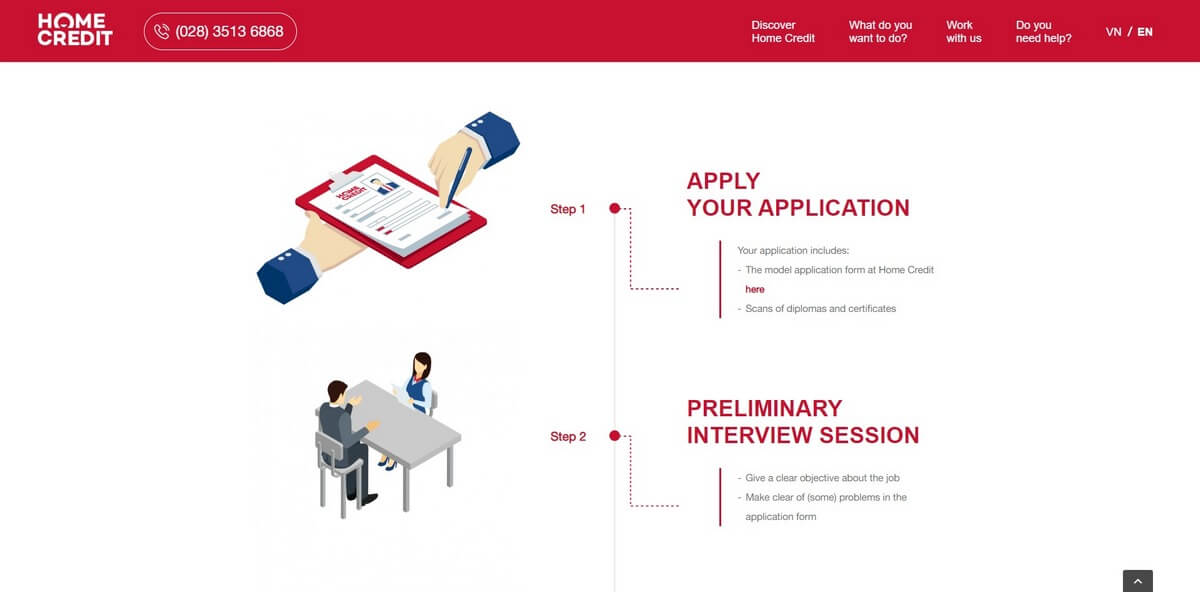 HOME
CREDIT
(028) 3513 6868
Discover
Home Credit
What do you
want to do?
Work
with us
Do you
need help?
VN / EN
HOME
CREDIT
Step 1
APPLY
YOUR APPLICATION
Your application includes:
- The model application form at Home Credit
here
- Scans of diplomas and certificates
Step 2
PRELIMINARY
INTERVIEW SESSION
- Give a clear objective about the job
- Make clear of (some) problems in the
application form